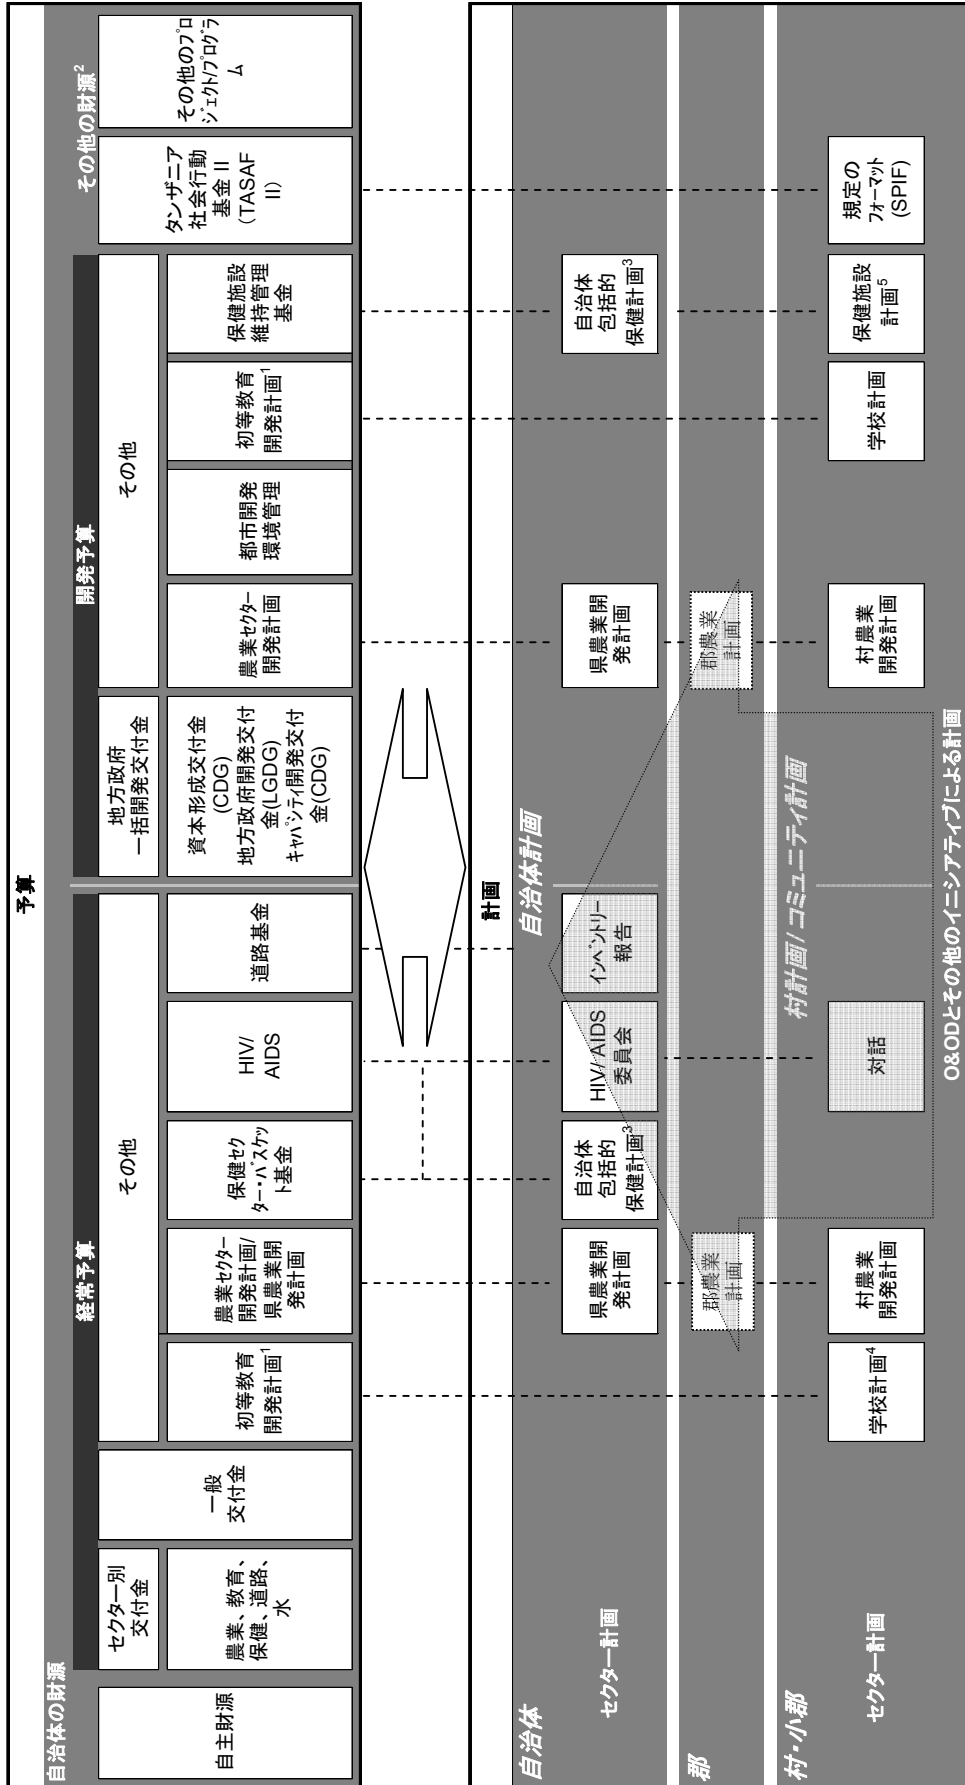 予算
自治体の財源
その他の財源2
経常予算
開発予算
自主財源
セクター別
交付金
農業、教育、
保健、道路、
水
一般
交付金
その他
初等教育
開発計画1
農業セクター
開発計画/
県農業開
発計画
保健セク
ター・バスケッ
ト基金
HIV/
AIDS
道路基金
地方政府
一括開発交付金
資本形成交付金
(CDG)
地方政府開発交付
金(LGDG)
キャパシティ開発交付
金(CDG)
その他
農業セクター
開発計画
都市開発
環境管理
初等教育
開発計画1
保健施設
維持管理
基金
タンザニア
社会行動
基金 II
(TASAF
II)
その他のプロ
ジェクト/プログラ
ム
計画
自治体
自治体計画
セクター計画
県農業開
発計画
自治体
包括的
保健計画3
HIV/AIDS
委員会
インベントリー
報告
県農業開
発計画
自治体
包括的
保健計画3
郡
郡農業
計画
郡農業
計画
村・小郡
村計画/コミュニティ計画
セクター計画
学校計画4
村農業
開発計画
対話
村農業
開発計画
学校計画
保健施設
計画5
規定の
フォーマット
(SPIF)
O&ODとその他のイニシアティブによる計画